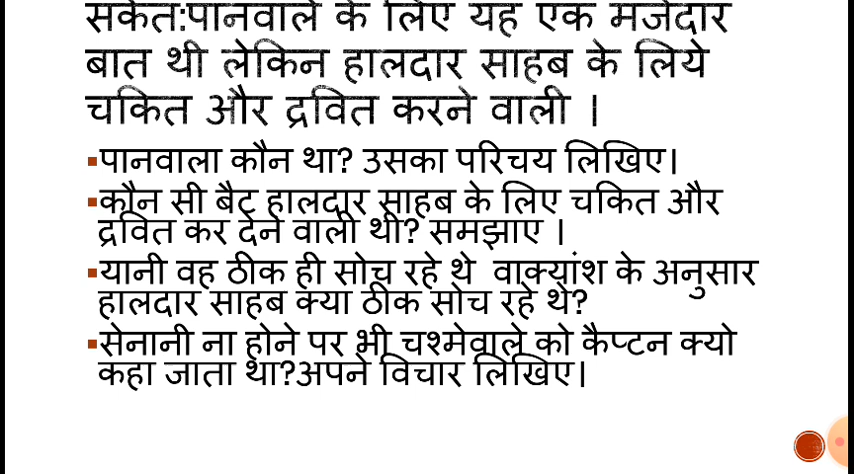 संकेत:पानवाले के लिए यह एक मजेदार
बात थी लेकिन हालदार साहब के लिये
चकित और द्रवित करने वाली |
▪पानवाला कौन था? उसका परिचय लिखिए।
▪कौन सी बैट हालदार साहब के लिए चकित और
द्रवित कर देने वाली थी? समझाए |
▪यानी वह ठीक ही सोच रहे थे वाक्यांश के अनुसार
हालदार साहब क्या ठीक सोच रहे थे?
▪सेनानी ना होने पर भी चश्मेवाले को कैप्टन क्यो
कहा जाता था?अपने विचार लिखिए।